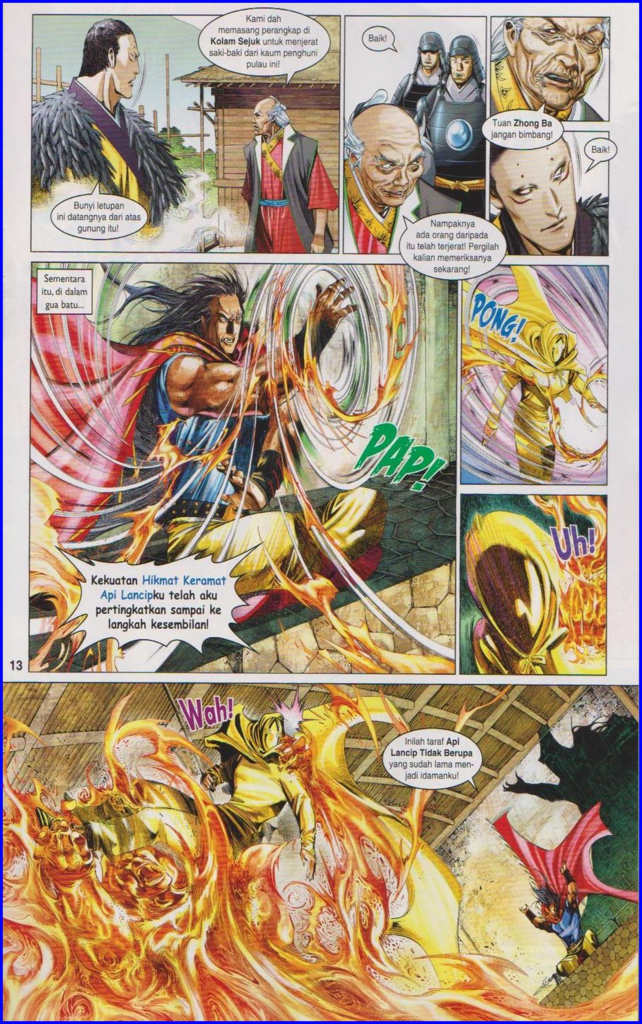 Kami dah
memasang perangkap di
Kolam Sejuk untuk menjerat
saki-baki dari kaum penghuni
pulau ini!
Bunyi letupan
ini datangnya dari atas
gunung itu!
Baik!
Nampaknya
ada orang daripada
itu telah terjerat! Pergilah
kalian memeriksanya
sekarang!
Tuan Zhong Ba
jangan bimbang!
Baik!
Sementara
itu, di dalam
gua batu...
PAP!
Kekuatan Hikmat Keramat
Api Lancipku telah aku
pertingkatkan sampai ke
langkah kesembilan!
PONG!
Uh!
13
Wah!
Inilah taraf Api
Lancip Tidak Berupa
yang sudah lama men-
jadi idamanku!